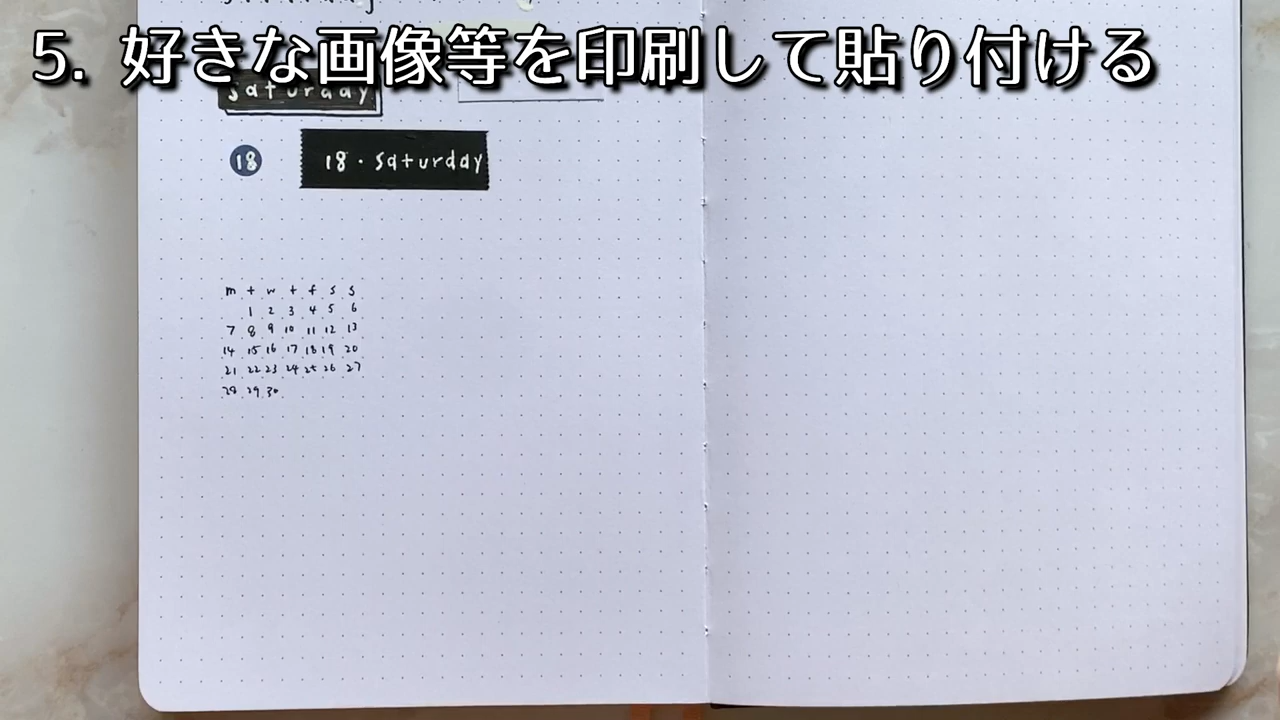 5. 好きな画像等を印刷して貼り付ける
saturday
18
18・saturday
m t w t f s s
1 2 3 4 5 6
7 8 9 10 11 12 13
14 15 16 17 18 19 20
21 22 23 24 25 26 27
28 29 30